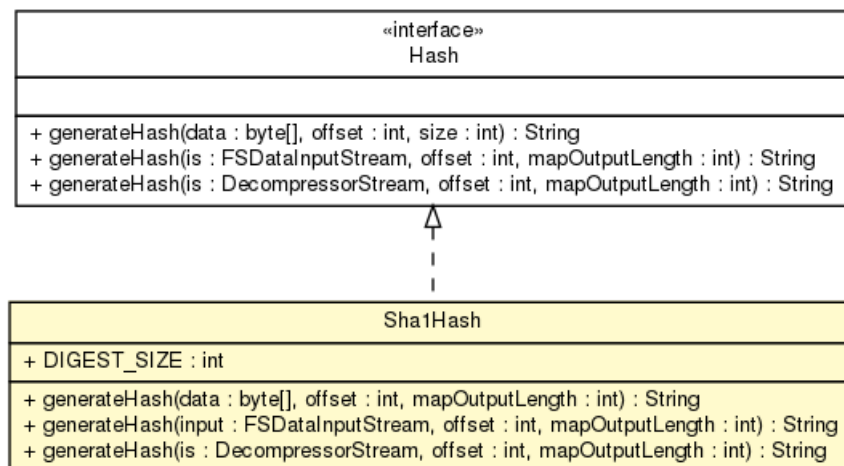 «interface»
Hash
+ generateHash(data : byte[], offset : int, size : int) : String
+ generateHash(is : FSDataInputStream, offset : int, mapOutputLength : int) : String
+ generateHash(is : DecompressorStream, offset : int, mapOutputLength : int) : String
Sha1Hash
+ DIGEST_SIZE : int
+ generateHash(data : byte[], offset : int, mapOutputLength : int) : String
+ generateHash(input : FSDataInputStream, offset : int, mapOutputLength : int) : String
+ generateHash(is : DecompressorStream, offset : int, mapOutputLength : int) : String